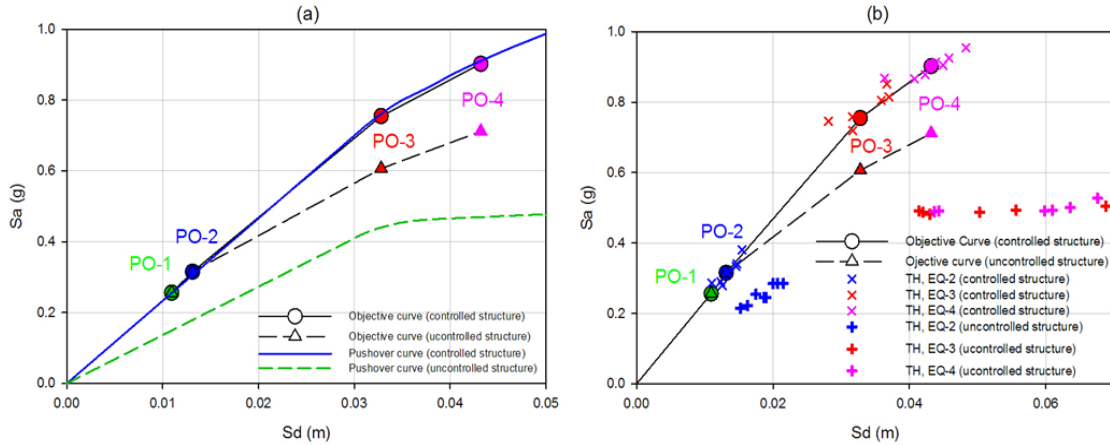 (a)
1.0
0.8
0.6
0.4
0.2
0.0
Sa (g)
PO-4
PO-3
PO-2
PO-1
Objective curve (controlled structure)
Objective curve (ucontrolled structure)
Pushover curve (controlled structure)
Pushover curve (uncontrolled structure)
0.00 0.01 0.02 0.03 0.04 0.05
Sd (m)
(b)
1.0
0.8
0.6
0.4
0.2
0.0
Sa (g)
PO-4
PO-3
PO-2
PO-1
Objective Curve (controlled structure)
Ojective curve (uncontrolled structure)
TH, EQ-2 (controlled structure)
TH, EQ-3 (controlled structure)
TH, EQ-4 (controlled structure)
TH, EQ-2 (uncontrolled structure)
TH, EQ-3 (ucontrolled structure)
TH, EQ-4 (ucontrolled structure)
0.00 0.02 0.04 0.06
Sd (m)